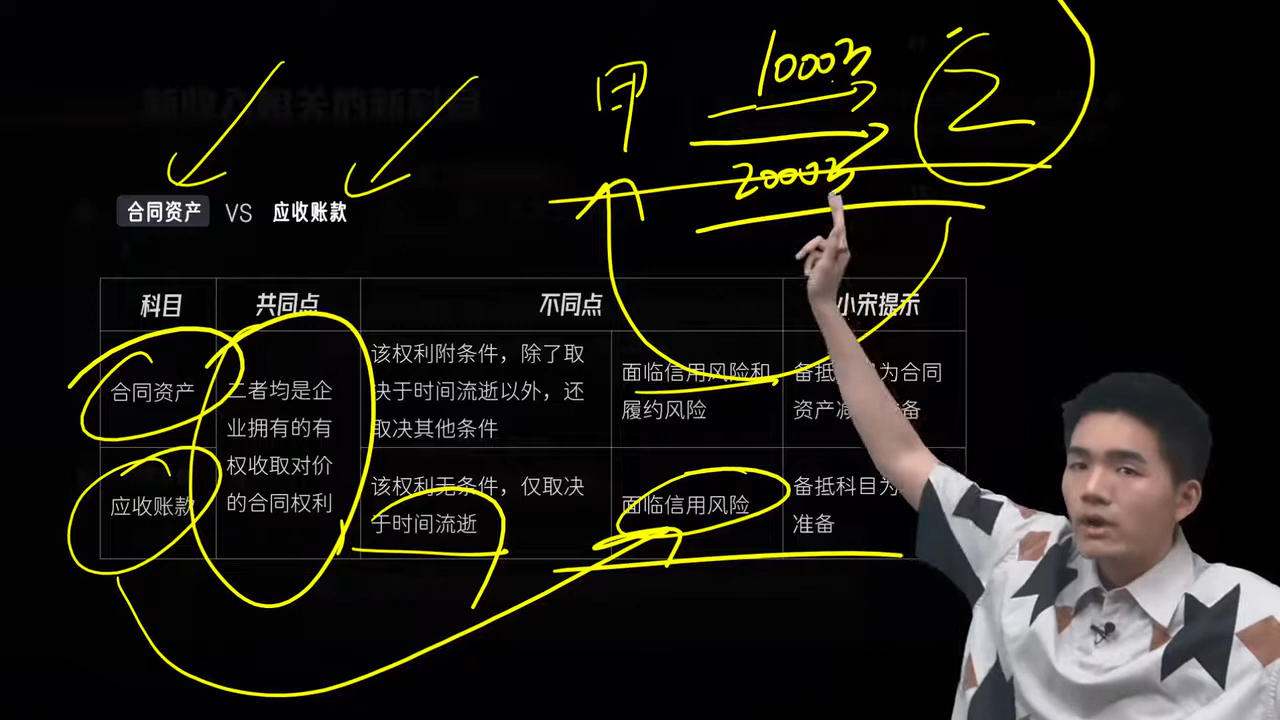 甲 1000万 乙
2000万
合同资产 VS 应收账款
科目 共同点 不同点 小宋提示
合同资产
二者均是企
业拥有的有
权收取对价
的合同权利
该权利附条件，除了取
决于时间流逝以外，还
取决其他条件
面临信用风险和
履约风险
备抵 为合同
资产减 备
应收账款
该权利无条件，仅取决
于时间流逝
面临信用风险
备抵科目为
准备